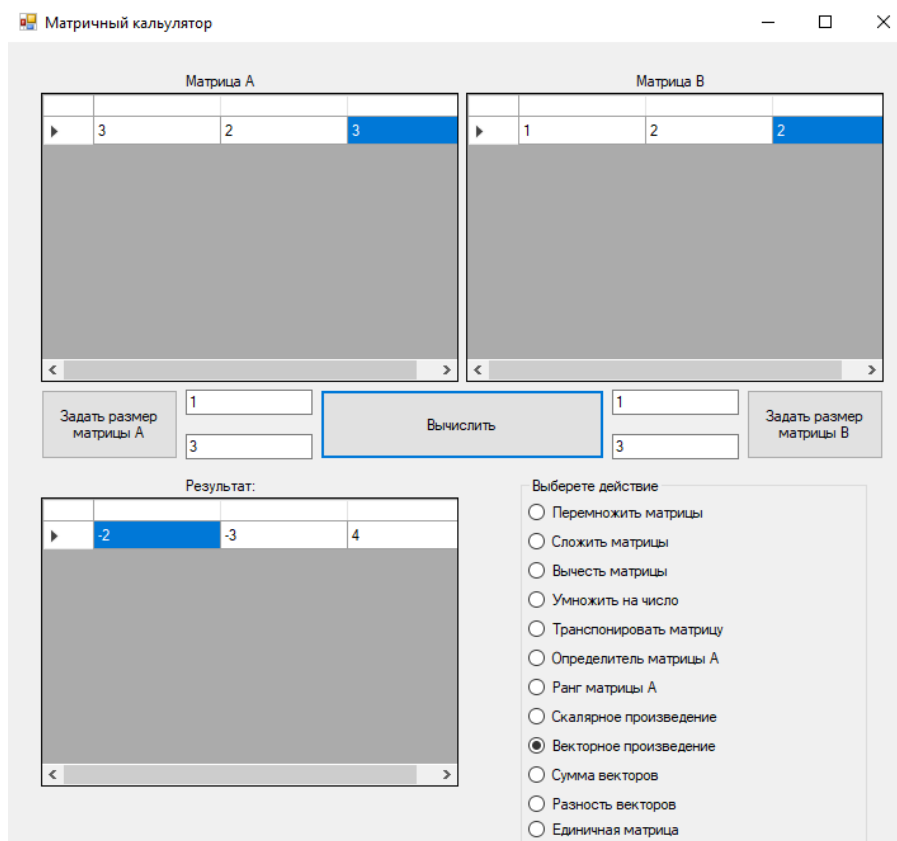 Матричный кальулятор
Матрица A
Матрица B
3 2 3
1 2 2
Задать размер матрицы A
1
3
Вычислить
1
3
Задать размер матрицы B
Результат:
-2 -3 4
Выберете действие
Перемножить матрицы
Сложить матрицы
Вычесть матрицы
Умножить на число
Транспонировать матрицу
Определитель матрицы A
Ранг матрицы A
Скалярное произведение
Векторное произведение
Сумма векторов
Разность векторов
Единичная матрица